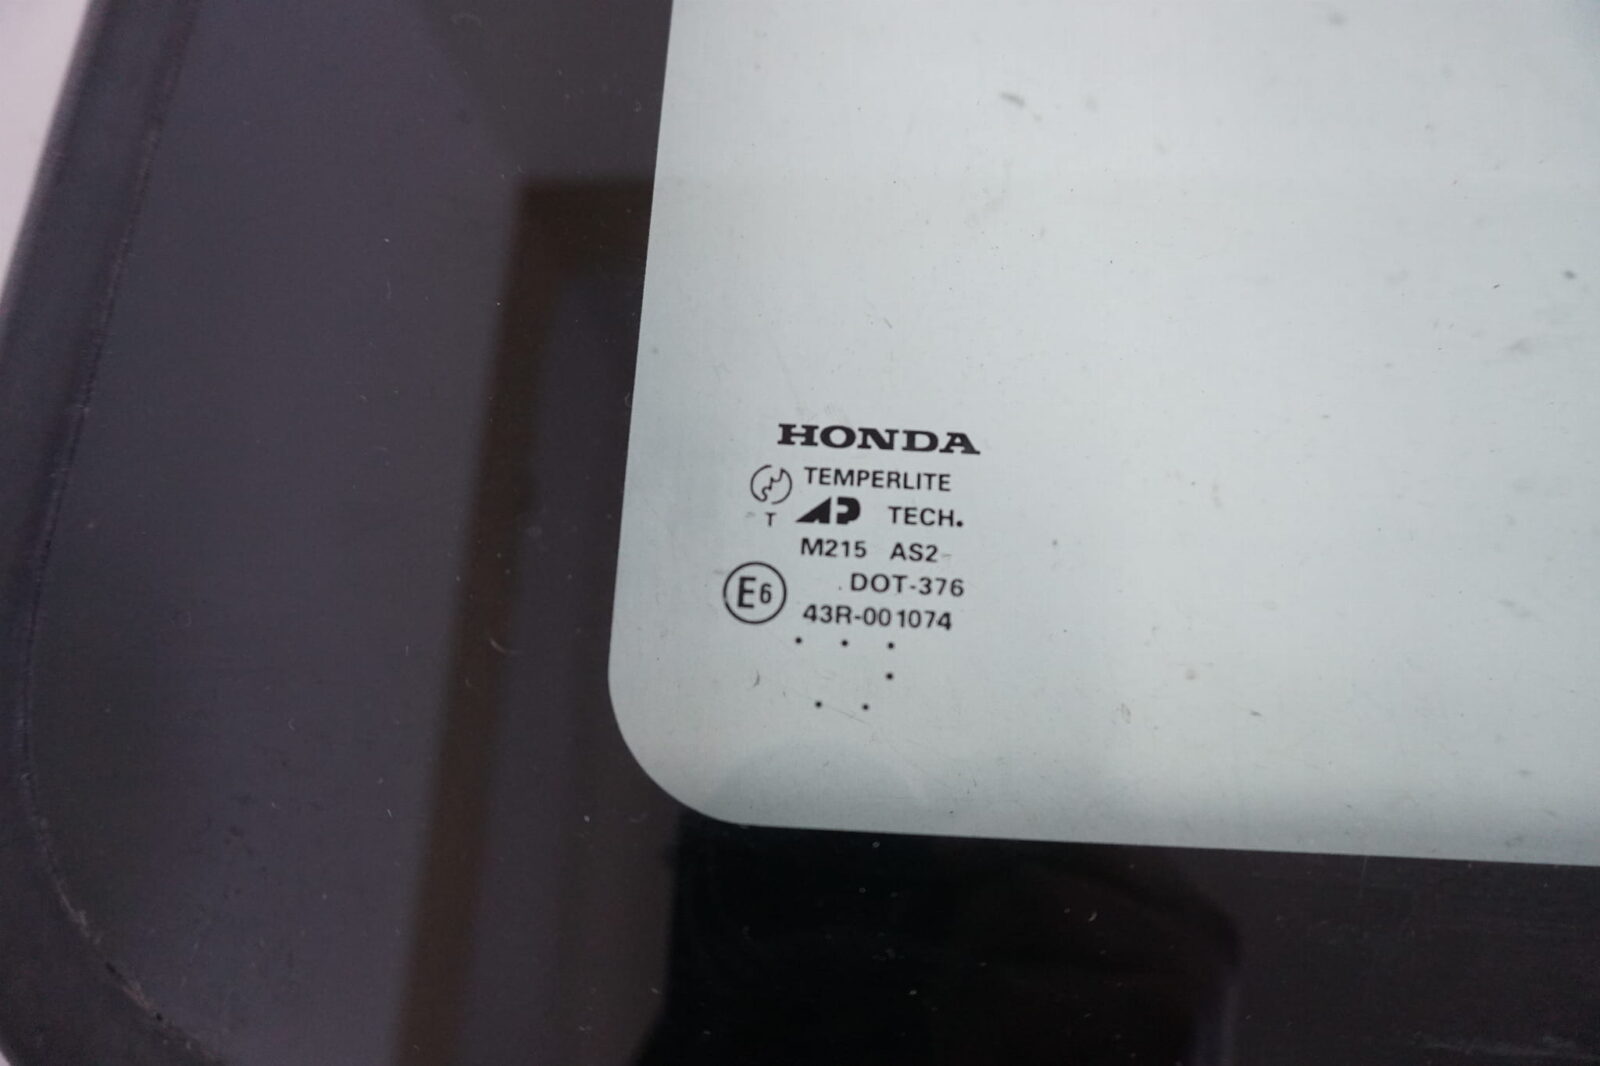 HONDA
TEMPERLITE
T AP TECH.
M215 AS2
E6 DOT-376
43R-001074